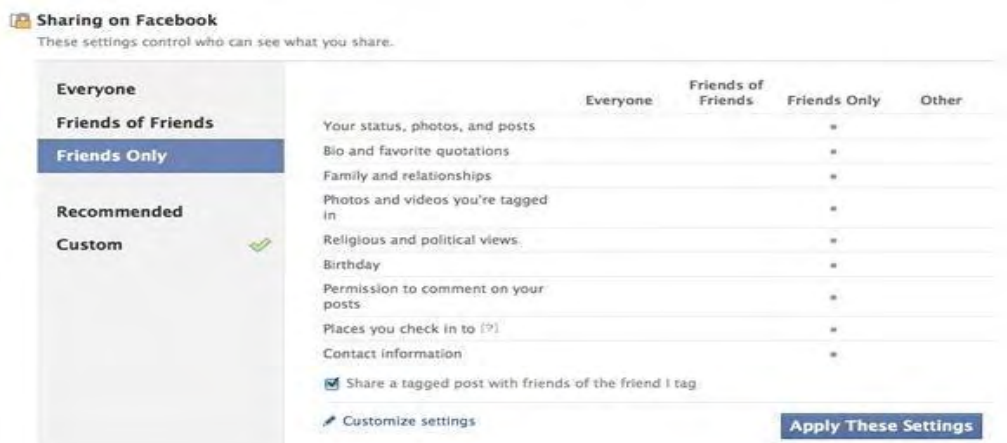 Sharing on Facebook
These settings control who can see what you share.
Everyone
Friends of Friends
Friends Only
Recommended
Custom
Everyone
Friends of
Friends
Friends Only
Other
Your status, photos, and posts
Bio and favorite quotations
Family and relationships
Photos and videos you're tagged
in
Religious and political views
Birthday
Permission to comment on your
posts
Places you check in to [?]
Contact information
Share a tagged post with friends of the friend I tag
Customize settings
Apply These Settings